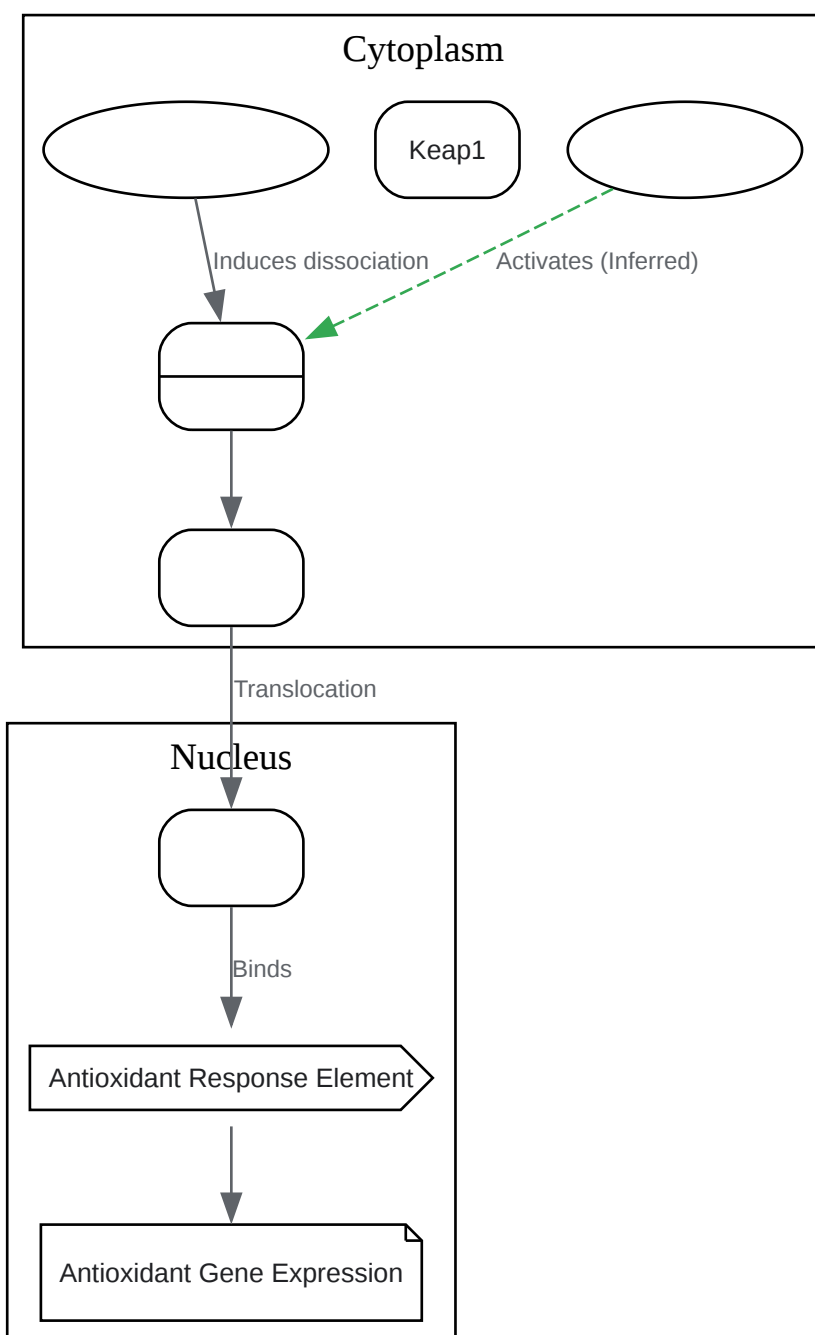 Cytoplasm
Keap1
Induces dissociation
Activates (Inferred)
Translocation
Nucleus
Binds
Antioxidant Response Element
Antioxidant Gene Expression